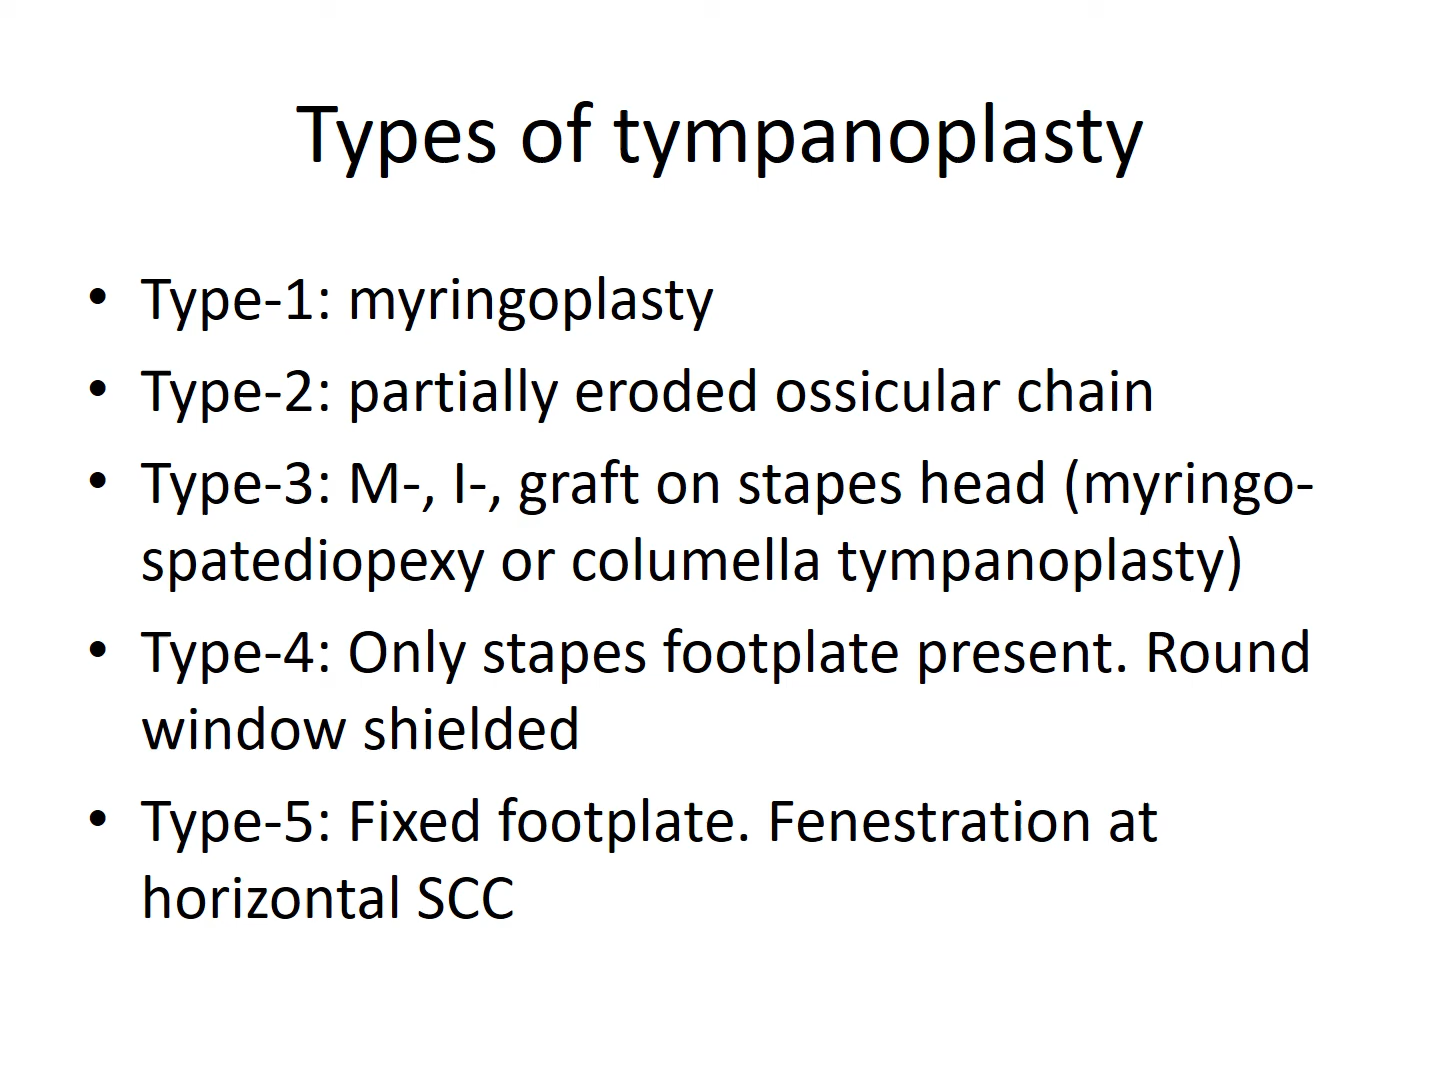 Types of tympanoplasty
• Type-1: myringoplasty
• Type-2: partially eroded ossicular chain
• Type-3: M-, I-, graft on stapes head (myringo-
spatediopexy or columella tympanoplasty)
• Type-4: Only stapes footplate present. Round
window shielded
• Type-5: Fixed footplate. Fenestration at
horizontal SCC